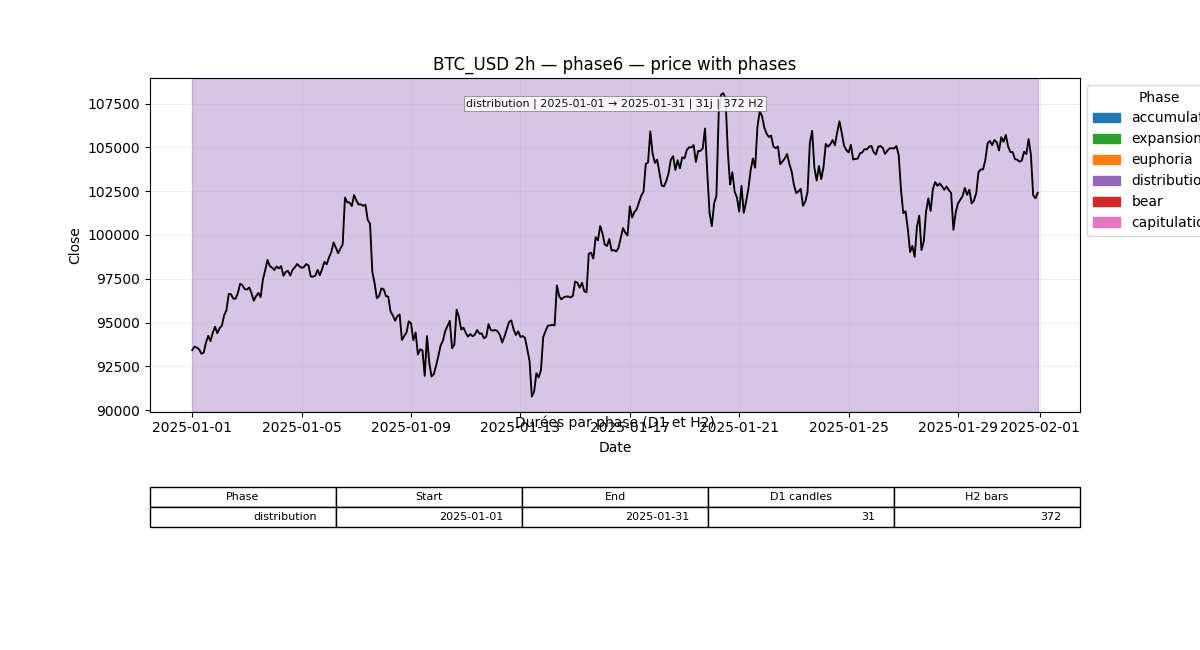 BTC_USD 2h — phase6 — price with phases
distribution | 2025-01-01 → 2025-01-31 | 31j | 372 H2
Close
107500
105000
102500
100000
97500
95000
92500
90000
Phase
accumulat
expansion
euphoria
distributio
bear
capitulatio
2025-01-01 2025-01-05 2025-01-09 2025-01-13 2025-01-17 2025-01-21 2025-01-25 2025-01-29 2025-02-01
Durées par phase (D1 et H2)
Date
Phase Start End D1 candles H2 bars
distribution 2025-01-01 2025-01-31 31 372